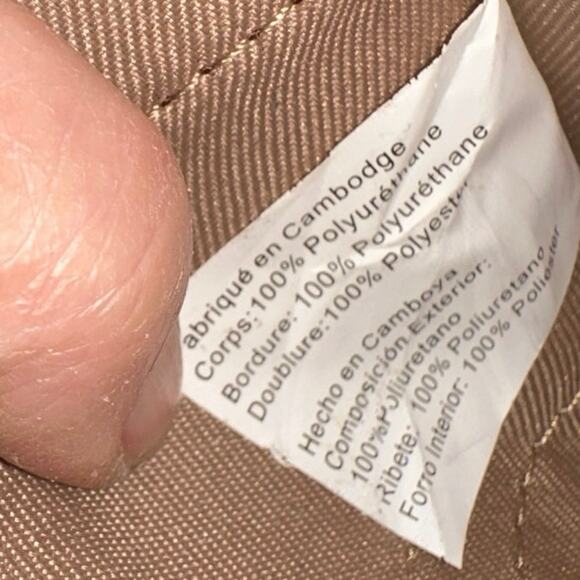 abriqué en Cambodge
Corps:100% Polyuréthane
Bordure: 100% Polyuréthane
Doublure:100% Polyester
Hecho en Camboya
Composición Exterior:
100%Poliuretano
Ribete: 100% Poliuretano
Forro Interior: 100% Poliester